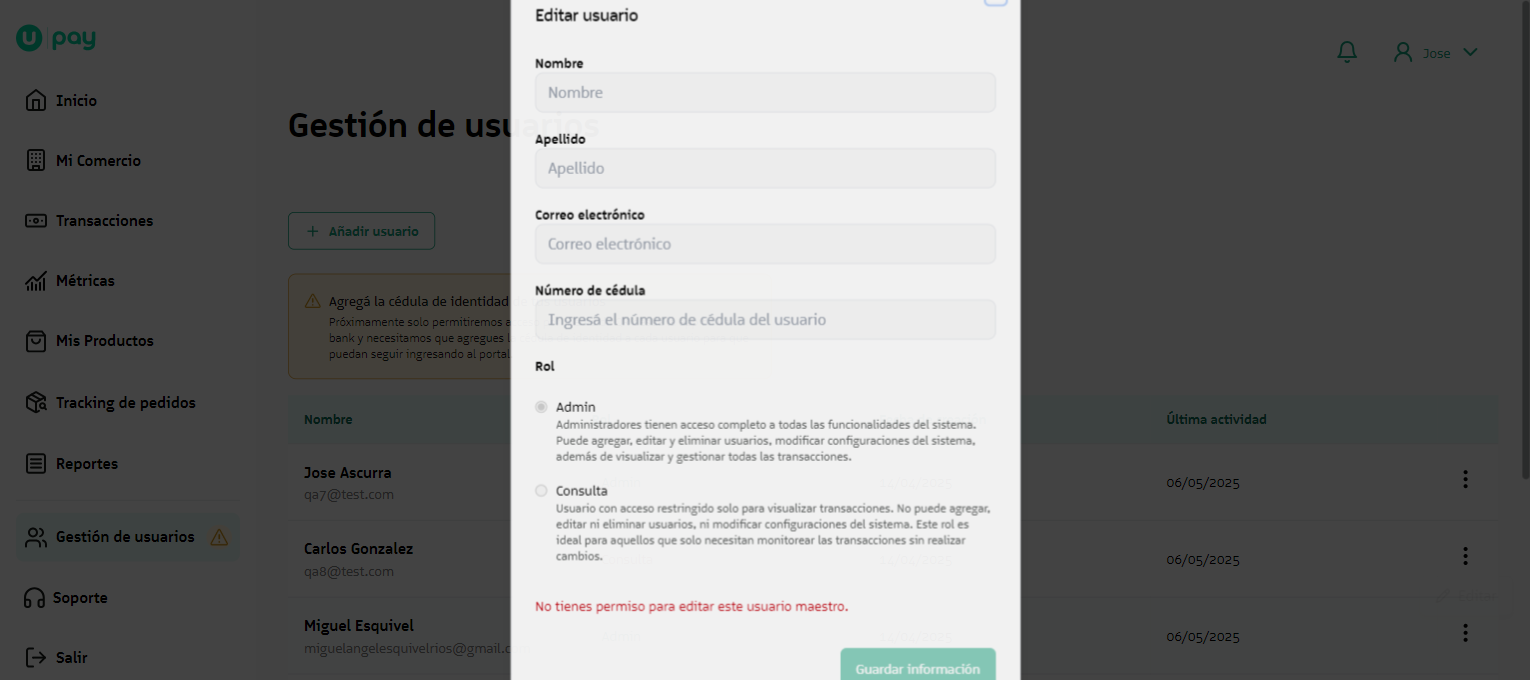 U pay
Jose
Inicio
Mi Comercio
Transacciones
Métricas
Mis Productos
Tracking de pedidos
Reportes
Gestión de usuarios
Soporte
Salir
Gestión de usuarios
+ Añadir usuario
Agregá la cédula de identidad
Próximamente solo permitiremos
bank y necesitamos que agregues
puedan seguir ingresando al portal
Nombre
Última actividad
Jose Ascurra
qa7@test.com
06/05/2025
Carlos Gonzalez
qa8@test.com
06/05/2025
Miguel Esquivel
miguelangelesquivelrios@gmail.c
06/05/2025
Editar usuario
Nombre
Nombre
Apellido
Apellido
Correo electrónico
Correo electrónico
Número de cédula
Ingresá el número de cédula del usuario
Rol
Admin
Administradores tienen acceso completo a todas las funcionalidades del sistema.
Puede agregar, editar y eliminar usuarios, modificar configuraciones del sistema,
además de visualizar y gestionar todas las transacciones.
Consulta
Usuario con acceso restringido solo para visualizar transacciones. No puede agregar,
editar ni eliminar usuarios, ni modificar configuraciones del sistema. Este rol es
ideal para aquellos que solo necesitan monitorear las transacciones sin realizar
cambios.
No tienes permiso para editar este usuario maestro.
Guardar información